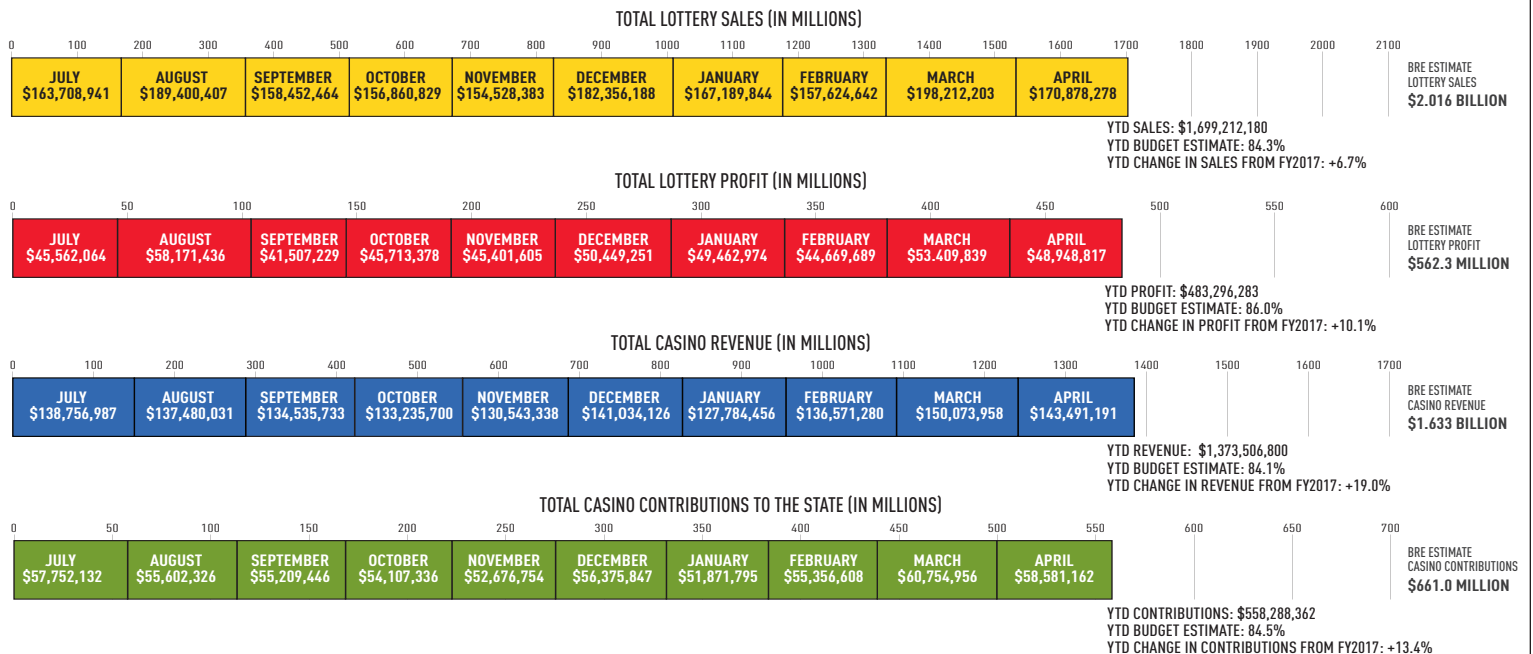 TOTAL LOTTERY SALES (IN MILLIONS)
0 100 200 300 400 500 600 700 800 900 1000 1100 1200 1300 1400 1500 1600 1700 1800 1900 2000 2100
JULY AUGUST SEPTEMBER OCTOBER NOVEMBER DECEMBER JANUARY FEBRUARY MARCH APRIL
$163,708,941 $189,400,407 $158,452,464 $156,860,829 $154,528,383 $182,356,188 $167,189,844 $157,624,642 $198,212,203 $170,878,278
BRE ESTIMATE
LOTTERY SALES
$2.016 BILLION
YTD SALES: $1,699,212,180
YTD BUDGET ESTIMATE: 84.3%
YTD CHANGE IN SALES FROM FY2017: +6.7%
TOTAL LOTTERY PROFIT (IN MILLIONS)
0 50 100 150 200 250 300 350 400 450 500 550 600
JULY AUGUST SEPTEMBER OCTOBER NOVEMBER DECEMBER JANUARY FEBRUARY MARCH APRIL
$45,562,064 $58,171,436 $41,507,229 $45,713,378 $45,401,605 $50,449,251 $49,462,974 $44,669,689 $53.409,839 $48,948,817
BRE ESTIMATE
LOTTERY PROFIT
$562.3 MILLION
YTD PROFIT: $483,296,283
YTD BUDGET ESTIMATE: 86.0%
YTD CHANGE IN PROFIT FROM FY2017: +10.1%
TOTAL CASINO REVENUE (IN MILLIONS)
0 100 200 300 400 500 600 700 800 900 1000 1100 1200 1300 1400 1500 1600 1700
JULY AUGUST SEPTEMBER OCTOBER NOVEMBER DECEMBER JANUARY FEBRUARY MARCH APRIL
$138,756,987 $137,480,031 $134,535,733 $133,235,700 $130,543,338 $141,034,126 $127,784,456 $136,571,280 $150,073,958 $143,491,191
BRE ESTIMATE
CASINO REVENUE
$1.633 BILLION
YTD REVENUE: $1,373,506,800
YTD BUDGET ESTIMATE: 84.1%
YTD CHANGE IN REVENUE FROM FY2017: +19.0%
TOTAL CASINO CONTRIBUTIONS TO THE STATE (IN MILLIONS)
0 50 100 150 200 250 300 350 400 450 500 550 600 650 700
JULY AUGUST SEPTEMBER OCTOBER NOVEMBER DECEMBER JANUARY FEBRUARY MARCH APRIL
$57,752,132 $55,602,326 $55,209,446 $54,107,336 $52,676,754 $56,375,847 $51,871,795 $55,356,608 $60,754,956 $58,581,162
BRE ESTIMATE
CASINO CONTRIBUTIONS
$661.0 MILLION
YTD CONTRIBUTIONS: $558,288,362
YTD BUDGET ESTIMATE: 84.5%
YTD CHANGE IN CONTRIBUTIONS FROM FY2017: +13.4%